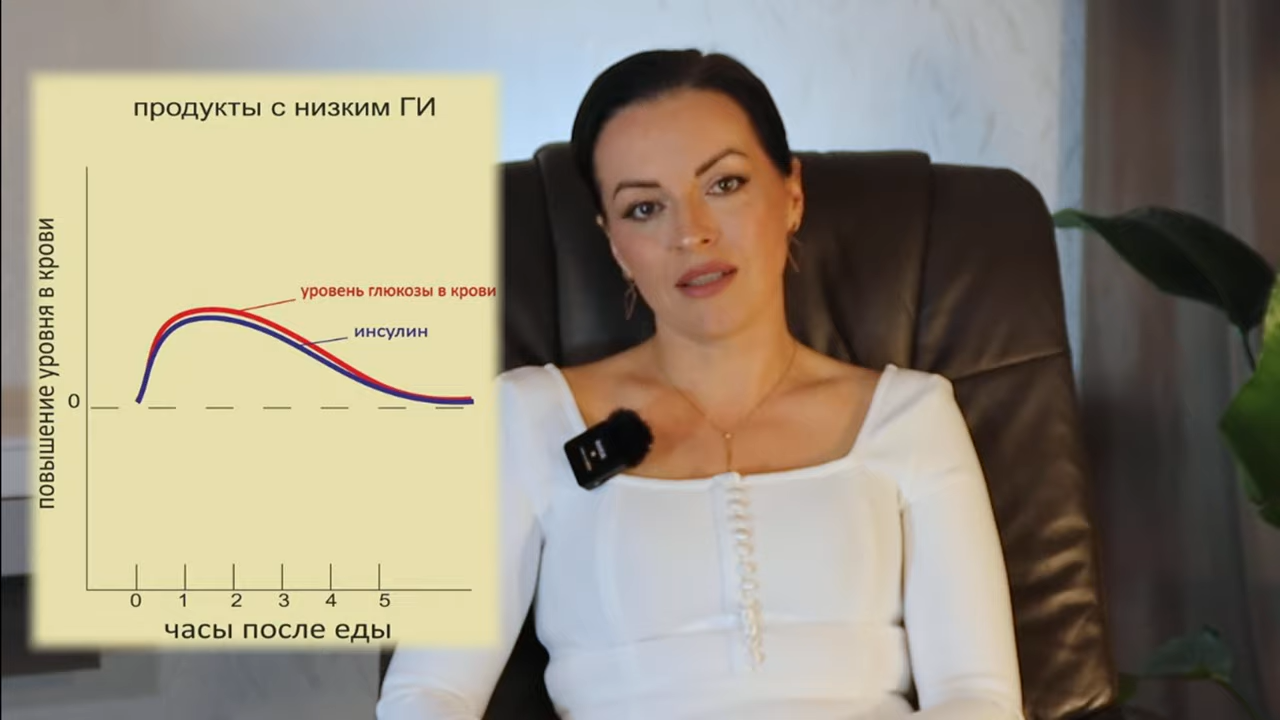 продукты с низким ГИ
повышение уровня в крови
уровень глюкозы в крови
инсулин
0
0 1 2 3 4 5
часы после еды